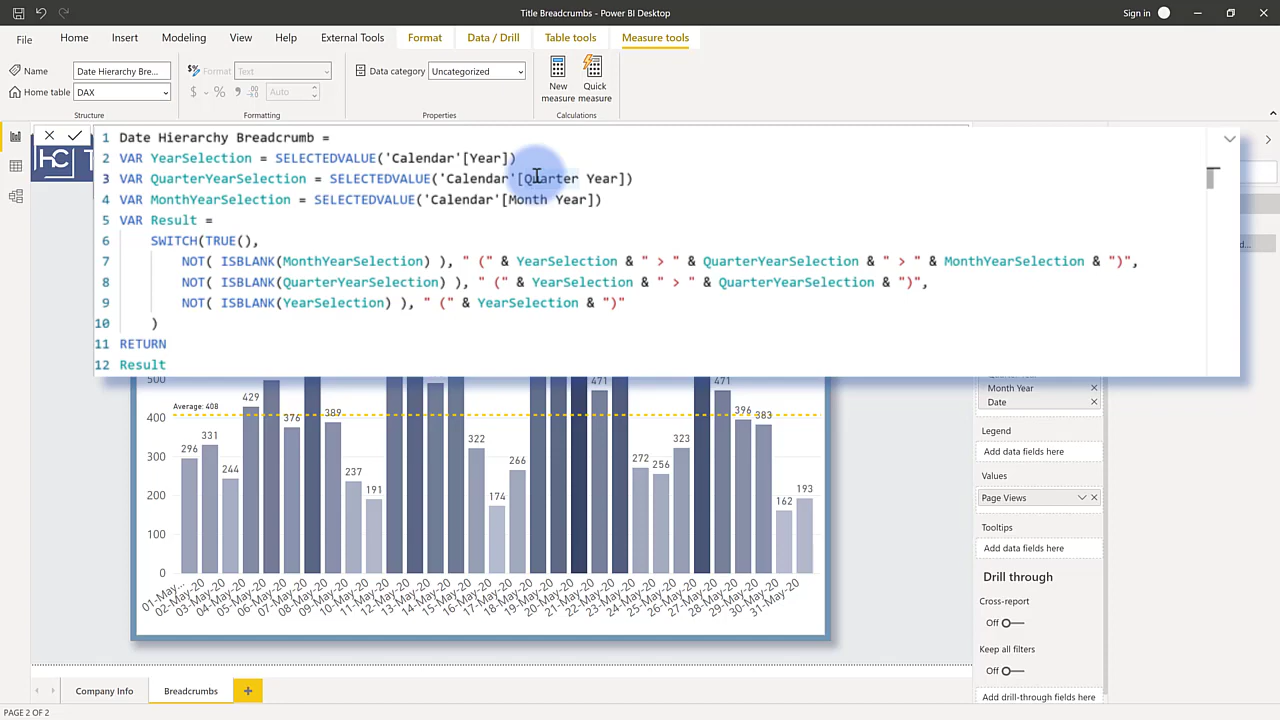 Title Breadcrumbs - Power BI Desktop
Sign in
File Home Insert Modeling View Help External Tools Format Data / Drill Table tools Measure tools
Name Date Hierarchy Bre...
Home table DAX
Structure
Format Text
$ % Auto
Formatting
Data category Uncategorized
Properties
New measure
Quick measure
Calculations
HC T
1 Date Hierarchy Breadcrumb =
2 VAR YearSelection = SELECTEDVALUE('Calendar'[Year])
3 VAR QuarterYearSelection = SELECTEDVALUE('Calendar'[Quarter Year])
4 VAR MonthYearSelection = SELECTEDVALUE('Calendar'[Month Year])
5 VAR Result =
6 SWITCH(TRUE(),
7 NOT( ISBLANK(MonthYearSelection) ), " (" & YearSelection & " > " & QuarterYearSelection & " > " & MonthYearSelection & ")",
8 NOT( ISBLANK(QuarterYearSelection) ), " (" & YearSelection & " > " & QuarterYearSelection & ")",
9 NOT( ISBLANK(YearSelection) ), " (" & YearSelection & ")"
10 )
11 RETURN
12 Result
500
400
300
200
100
0
Average: 408
296 331 244 429 376 389 237 191 322 174 266 471 272 256 323 471 396 383 162 193
01-May... 02-May-20 03-May-20 04-May-20 05-May-20 06-May-20 07-May-20 08-May-20 09-May-20 10-May-20 11-May-20 12-May-20 13-May-20 14-May-20 15-May-20 16-May-20 17-May-20 18-May-20 19-May-20 20-May-20 21-May-20 22-May-20 23-May-20 24-May-20 25-May-20 26-May-20 27-May-20 28-May-20 29-May-20 30-May-20 31-May-20
d...
Month Year
Date
Legend
Add data fields here
Values
Page Views
Tooltips
Add data fields here
Drill through
Cross-report
Off
Keep all filters
Off
Add drill-through fields here
Company Info Breadcrumbs +
PAGE 2 OF 2